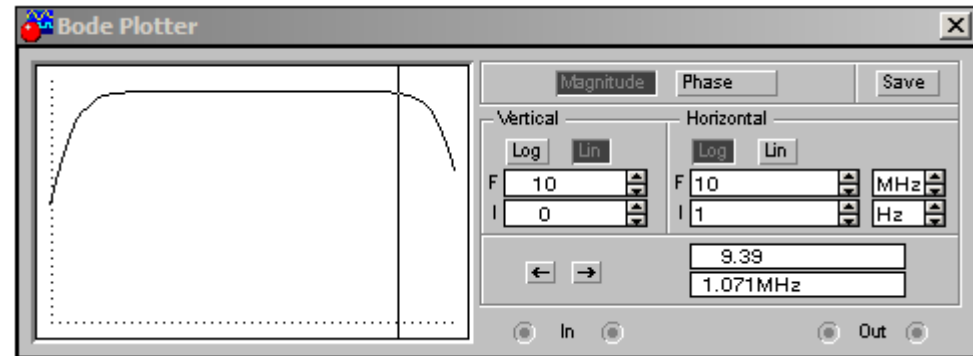 Bode Plotter
Magnitude Phase Save
Vertical Horizontal
Log Lin Log Lin
F 10 F 10 MHz
I 0 I 1 Hz
← → 9.39
1.071MHz
In Out